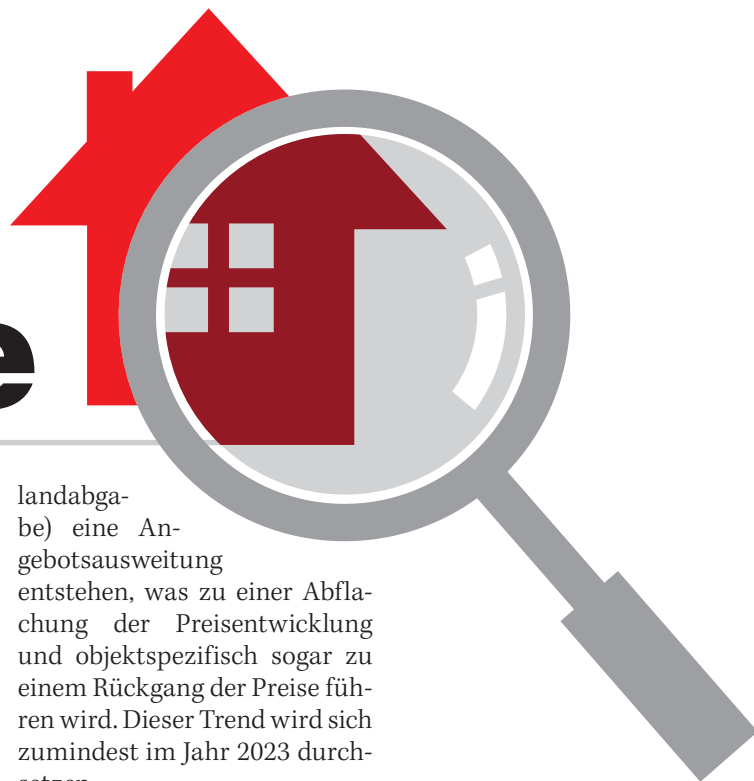 e
landabga-
be) eine An-
gebotsausweitung
entstehen, was zu einer Abfla-
chung der Preisentwicklung
und objektspezifisch sogar zu
einem Rückgang der Preise füh-
ren wird. Dieser Trend wird sich
zumindest im Jahr 2023 durch-
setzen